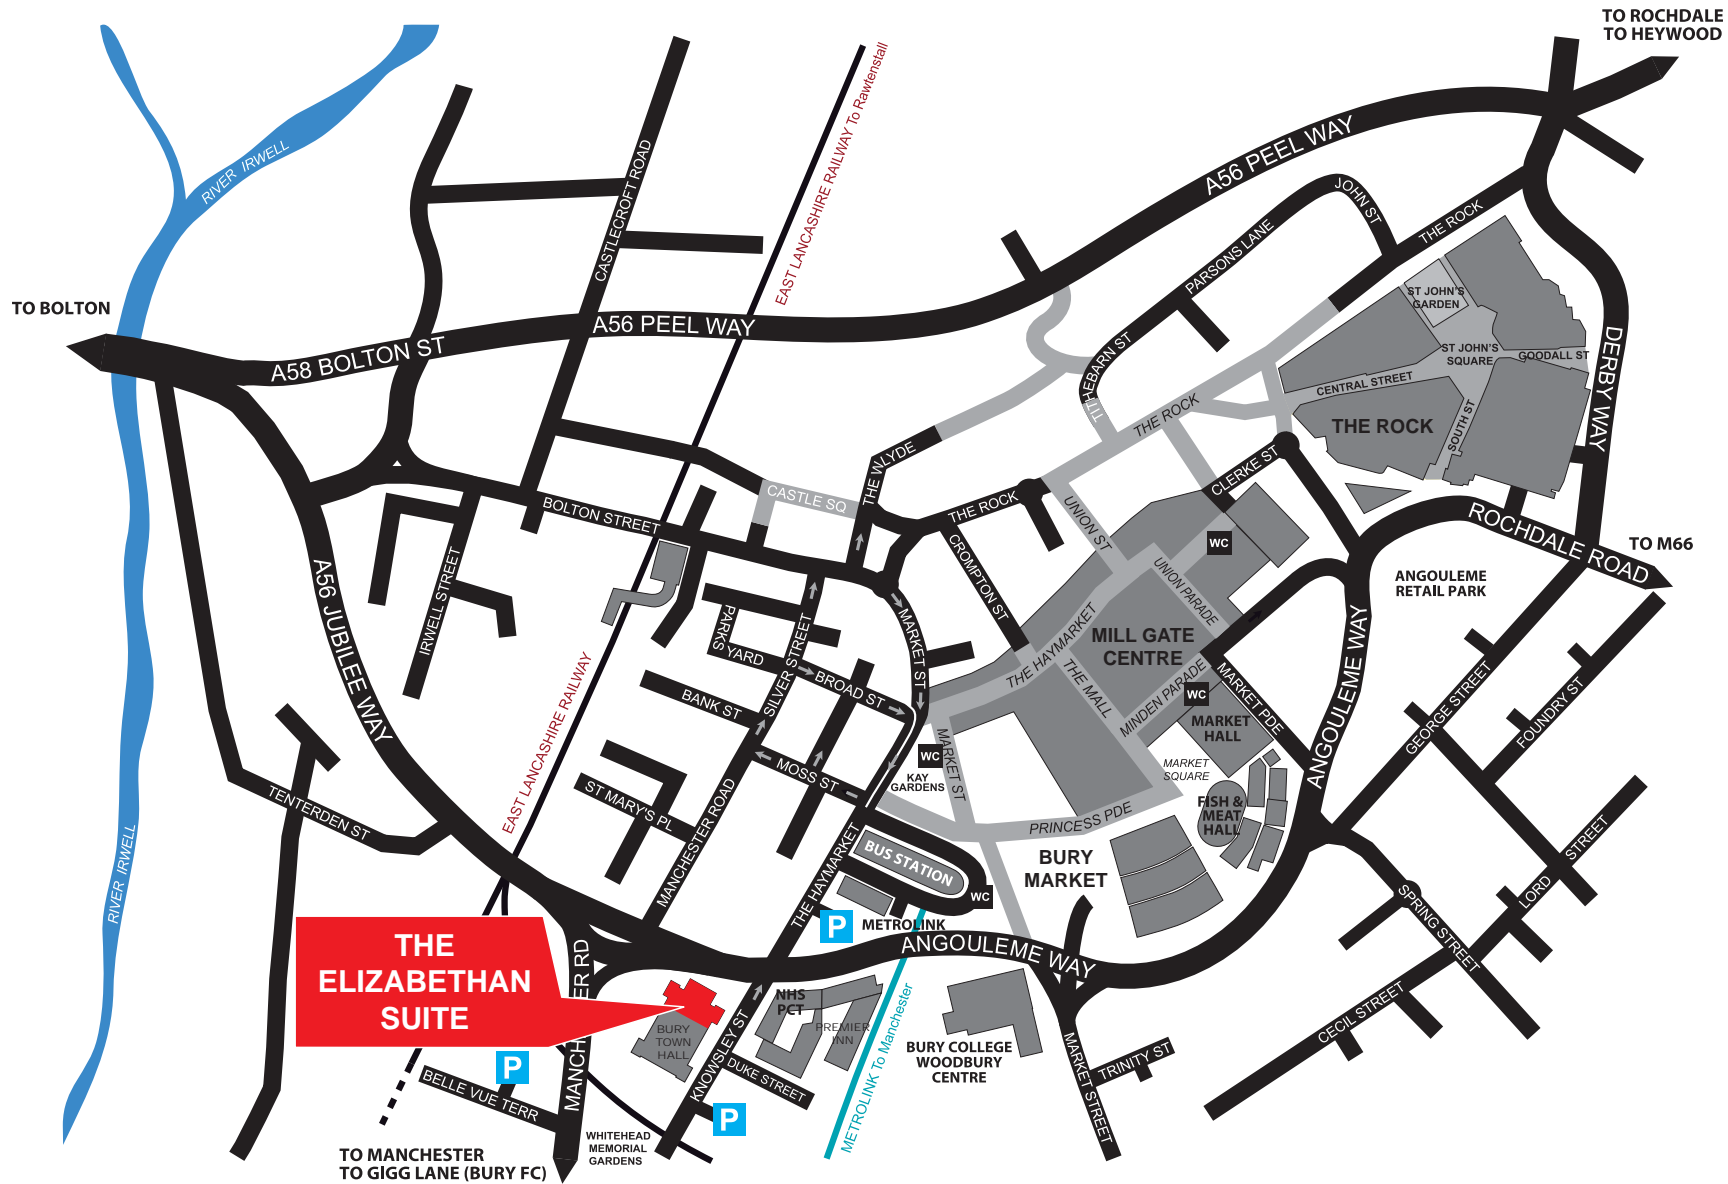 TO ROCHDALE
TO HEYWOOD
EAST LANCASHIRE RAILWAY To Rawtenstall
RIVER IRWELL
CASTLECROFT ROAD
A56 PEEL WAY
JOHN ST
THE ROCK
PARSONS LANE
TO BOLTON
A56 PEEL WAY
A58 BOLTON ST
ST JOHN'S
GARDEN
ST JOHN'S
SQUARE
GOODALL ST
CENTRAL STREET
SOUTH ST
THE ROCK
DERBY WAY
TITHEBARN ST
THE ROCK
THE WYLDE
CASTLE SQ
BOLTON STREET
THE ROCK
CLERKE ST
UNION ST
WC
ROCHDALE ROAD
TO M66
ANGOULEME
RETAIL PARK
CROMPTON ST
UNION PARADE
IRWELL STREET
A56 JUBILEE WAY
PARKS
YARD
SILVER STREET
MARKET ST
BROAD ST
BANK ST
MOSS ST
ST MARY'S PL
MILL GATE
CENTRE
THE HAYMARKET
THE MALL
MINDEN PARADE
WC
MARKET PDE
MARKET
HALL
MARKET
SQUARE
FISH &
MEAT
HALL
ANGOULEME WAY
GEORGE STREET
FOUNDRY ST
EAST LANCASHIRE RAILWAY
WC
KAY
GARDENS
MARKET ST
PRINCESS PDE
BURY
MARKET
TENTERDEN ST
MANCHESTER ROAD
THE HAYMARKET
BUS STATION
WC
METROLINK
P
ANGOULEME WAY
SPRING STREET
LORD STREET
CECIL STREET
RIVER IRWELL
THE
ELIZABETHAN
SUITE
MANCHESTER RD
BURY
TOWN
HALL
NHS
PCT
PREMIER
INN
KNOWSLEY ST
DUKE STREET
METROLINK To Manchester
BURY COLLEGE
WOODBURY
CENTRE
MARKET STREET
TRINITY ST
P
BELLE VUE TERR
P
WHITEHEAD
MEMORIAL
GARDENS
TO MANCHESTER
TO GIGG LANE (BURY FC)